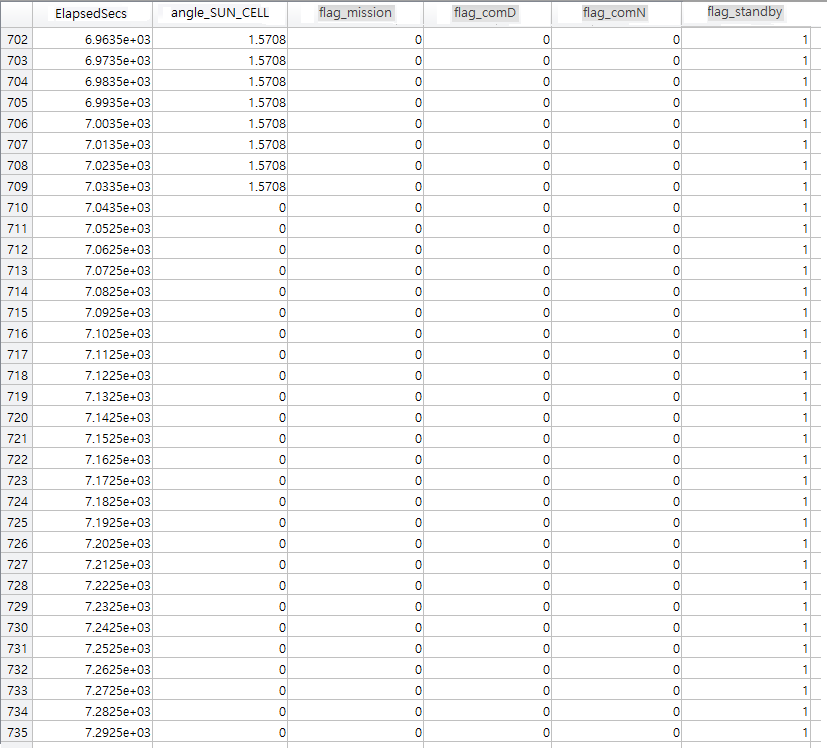 ElapsedSecs angle_SUN_CELL flag_mission flag_comD flag_comN flag_standby
702 6.9635e+03 1.5708 0 0 0 1
703 6.9735e+03 1.5708 0 0 0 1
704 6.9835e+03 1.5708 0 0 0 1
705 6.9935e+03 1.5708 0 0 0 1
706 7.0035e+03 1.5708 0 0 0 1
707 7.0135e+03 1.5708 0 0 0 1
708 7.0235e+03 1.5708 0 0 0 1
709 7.0335e+03 1.5708 0 0 0 1
710 7.0435e+03 0 0 0 0 1
711 7.0525e+03 0 0 0 0 1
712 7.0625e+03 0 0 0 0 1
713 7.0725e+03 0 0 0 0 1
714 7.0825e+03 0 0 0 0 1
715 7.0925e+03 0 0 0 0 1
716 7.1025e+03 0 0 0 0 1
717 7.1125e+03 0 0 0 0 1
718 7.1225e+03 0 0 0 0 1
719 7.1325e+03 0 0 0 0 1
720 7.1425e+03 0 0 0 0 1
721 7.1525e+03 0 0 0 0 1
722 7.1625e+03 0 0 0 0 1
723 7.1725e+03 0 0 0 0 1
724 7.1825e+03 0 0 0 0 1
725 7.1925e+03 0 0 0 0 1
726 7.2025e+03 0 0 0 0 1
727 7.2125e+03 0 0 0 0 1
728 7.2225e+03 0 0 0 0 1
729 7.2325e+03 0 0 0 0 1
730 7.2425e+03 0 0 0 0 1
731 7.2525e+03 0 0 0 0 1
732 7.2625e+03 0 0 0 0 1
733 7.2725e+03 0 0 0 0 1
734 7.2825e+03 0 0 0 0 1
735 7.2925e+03 0 0 0 0 1